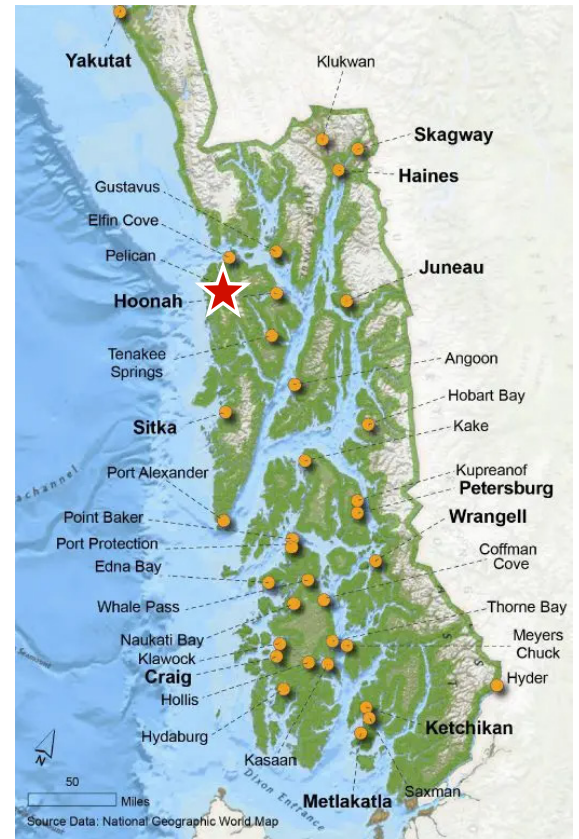 Yakutat
Klukwan
Skagway
Haines
Gustavus
Elfin Cove
Pelican
Juneau
Hoonah
Tenakee
Springs
Angoon
Hobart Bay
Sitka
Kake
Port Alexander
Kupreanof
Petersburg
Point Baker
Wrangell
Port Protection
Coffman
Cove
Edna Bay
Whale Pass
Thorne Bay
Naukati Bay
Meyers
Chuck
Klawock
Craig
Hyder
Hollis
Ketchikan
Hydaburg
Kasaan
Saxman
Metlakatla
Dixon Entrance
Seamount
N
50
Miles
Source Data: National Geographic World Map